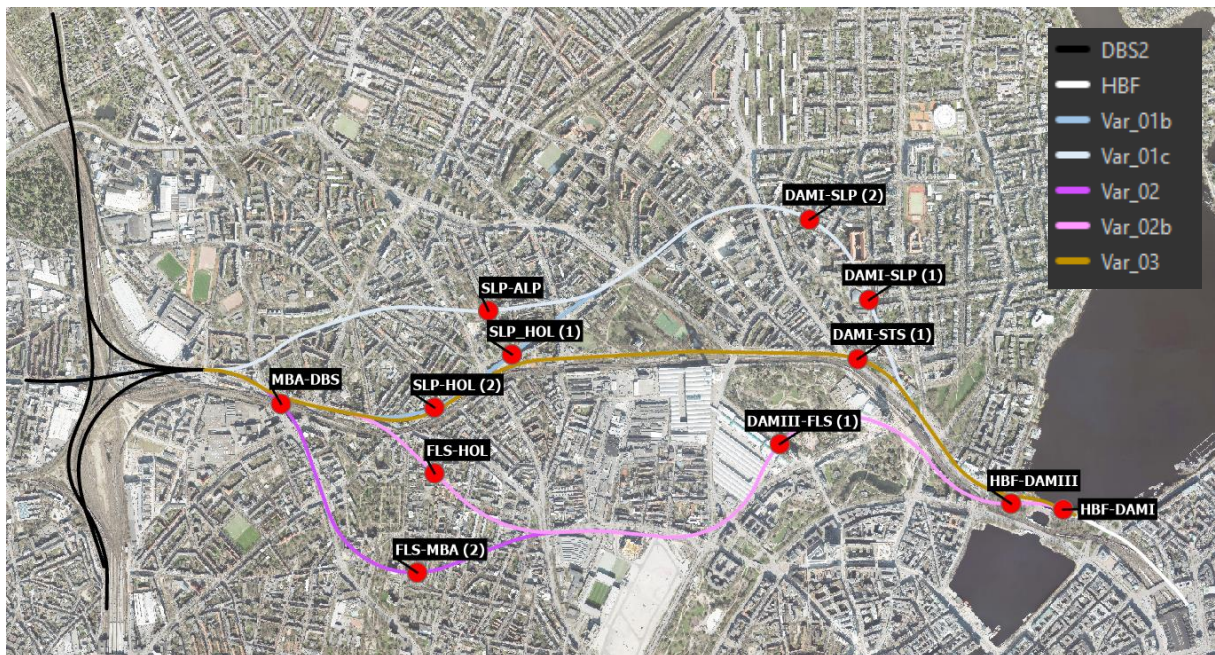 DBS2
HBF
Var_01b
Var_01c
Var_02
Var_02b
Var_03
DAMI-SLP (2)
DAMI-SLP (1)
SLP-ALP
SLP_HOL (1)
DAMI-STS (1)
MBA-DBS
SLP-HOL (2)
DAMIII-FLS (1)
FLS-HOL
HBF-DAMIII
HBF-DAMI
FLS-MBA (2)